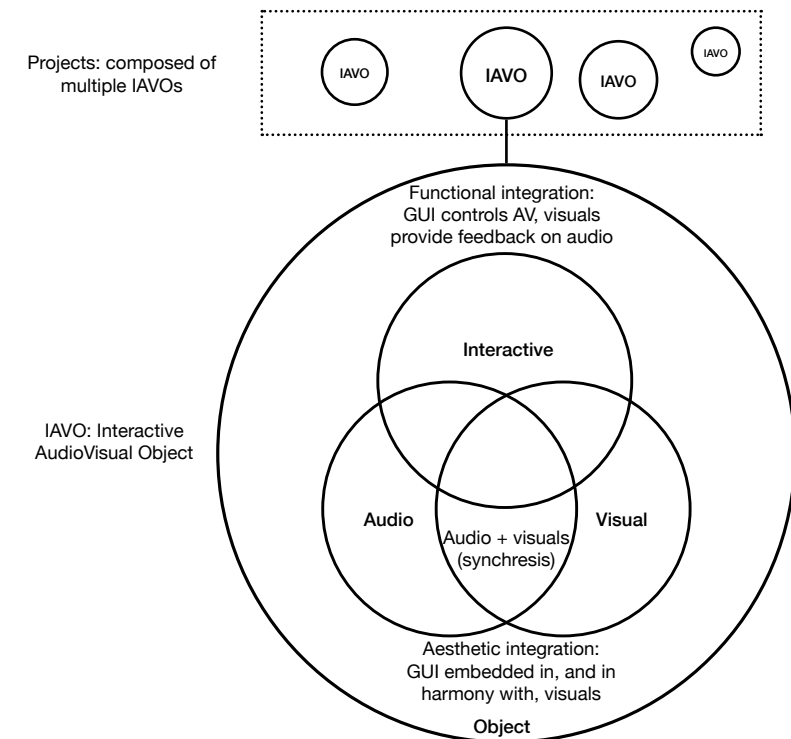 Projects: composed of
multiple IAVOs
IAVO
IAVO
IAVO
IAVO
Functional integration:
GUI controls AV, visuals
provide feedback on audio
Interactive
IAVO: Interactive
AudioVisual Object
Audio
Visual
Audio + visuals
(synchresis)
Aesthetic integration:
GUI embedded in, and in
harmony with, visuals
Object